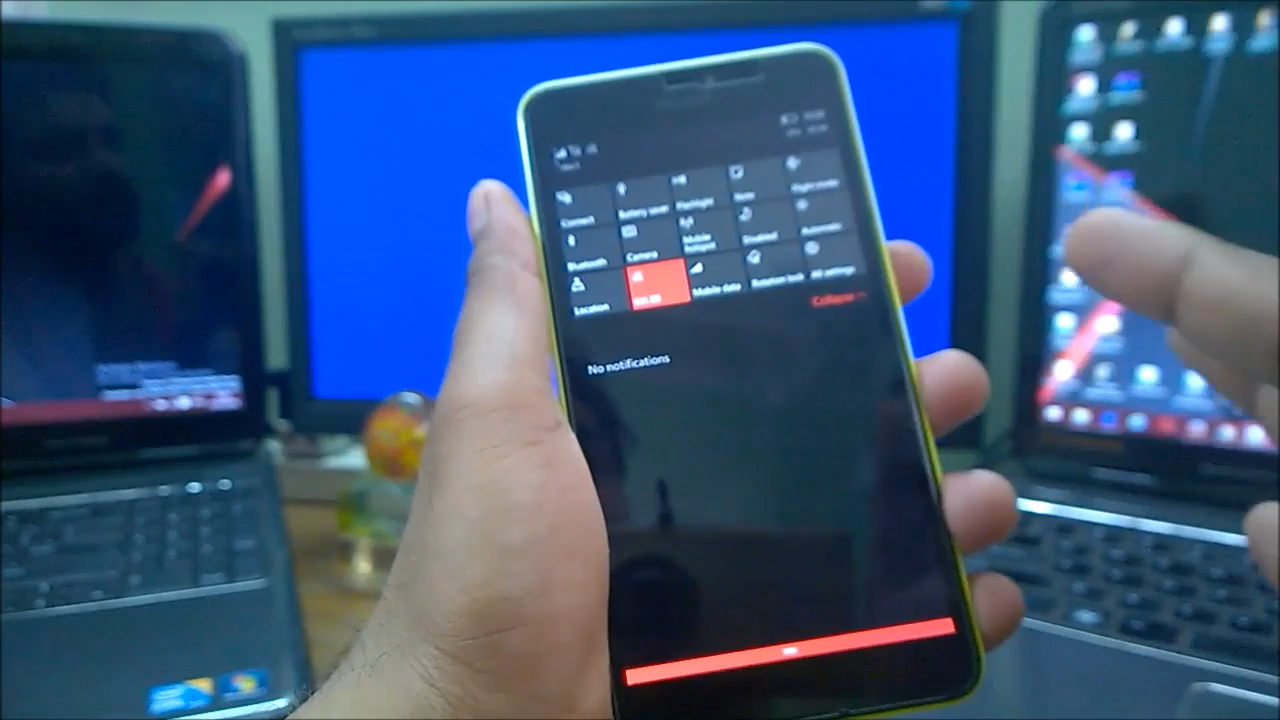 Connect
Battery saver
Flashlight
Note
Flight mode
Bluetooth
Camera
Mobile
hotspot
Disabled
Automatic
Location
Mobile data
Rotation lock
All settings
Collapse
No notifications